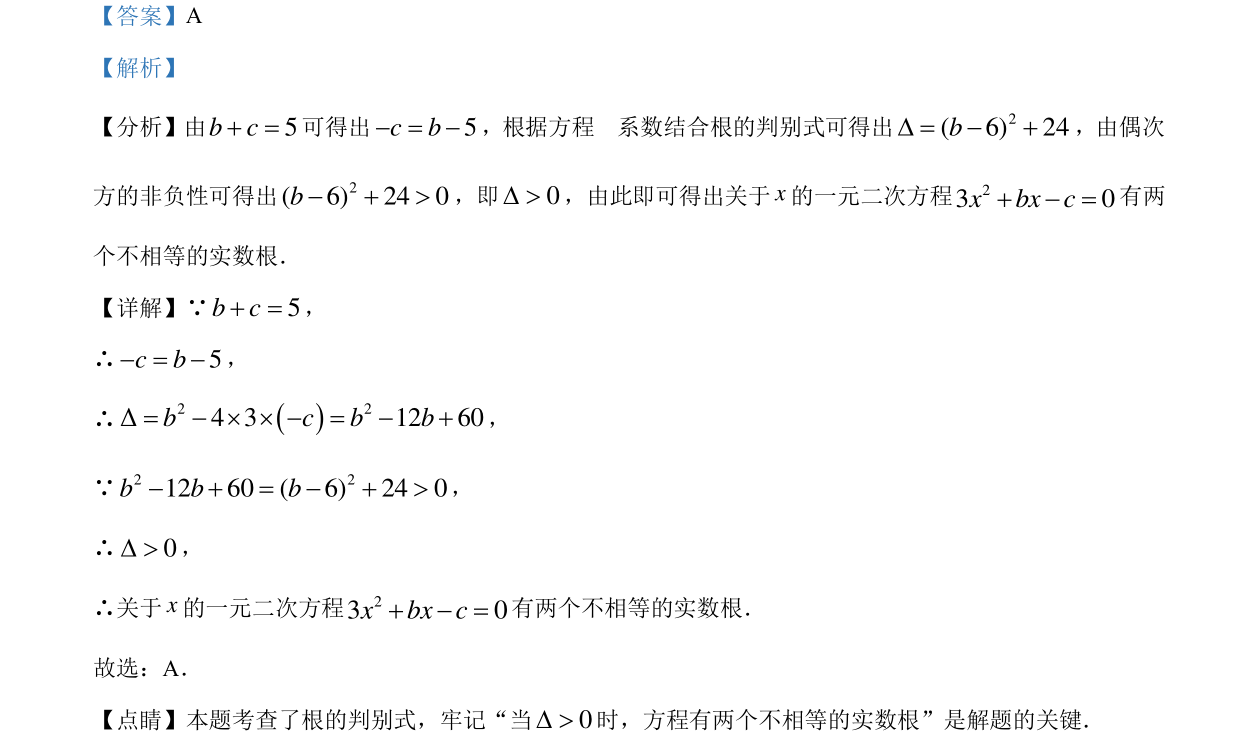 【答案】A
【解析】
【分析】由b+c=5可得出−c=b−5，根据方程 系数结合根的判别式可得出Δ=(b−6)²+24，由偶次
方的非负性可得出(b−6)²+24>0，即Δ>0，由此即可得出关于x的一元二次方程3x²+bx−c=0有两
个不相等的实数根．
【详解】∵b+c=5，
∴−c=b−5，
∴Δ=b²−4×3×(−c)=b²−12b+60，
∵b²−12b+60=(b−6)²+24>0，
∴Δ>0，
∴关于x的一元二次方程3x²+bx−c=0有两个不相等的实数根．
故选：A．
【点睛】本题考查了根的判别式，牢记“当Δ>0时，方程有两个不相等的实数根”是解题的关键．